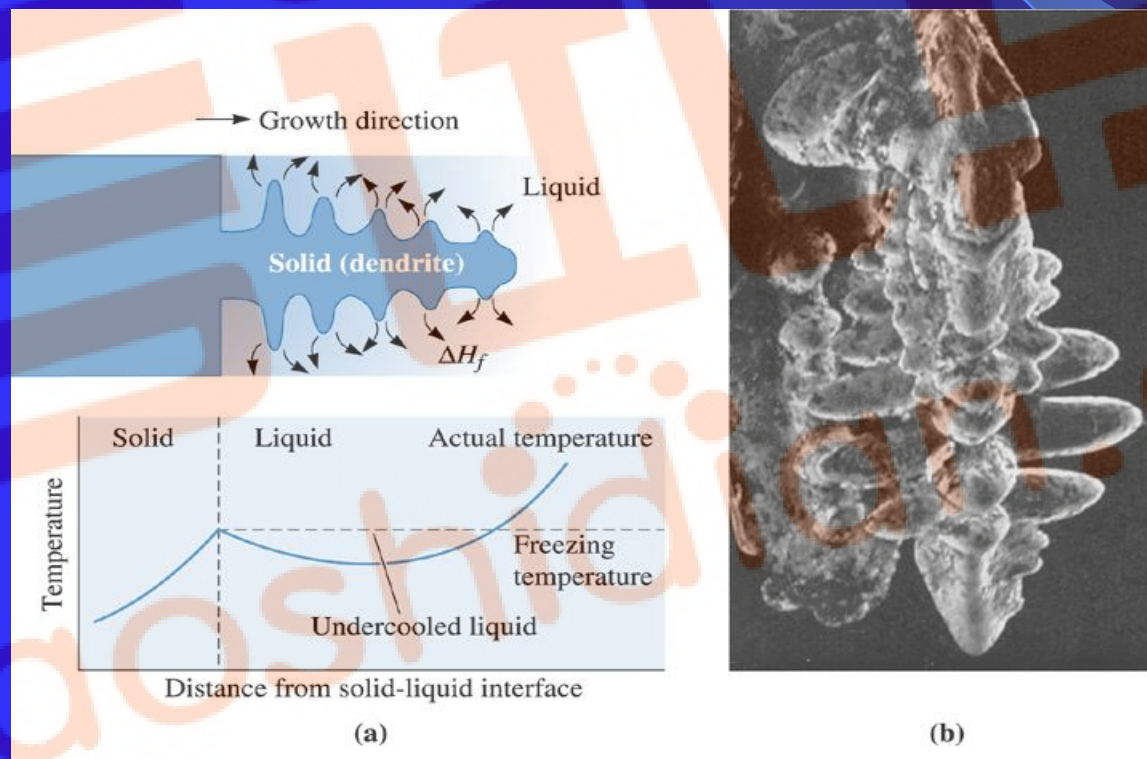 Growth direction
Liquid
Solid (dendrite)
ΔH_f
Solid
Liquid
Actual temperature
Temperature
Freezing
temperature
Undercooled liquid
Distance from solid-liquid interface
(a)
(b)
aoshidian.